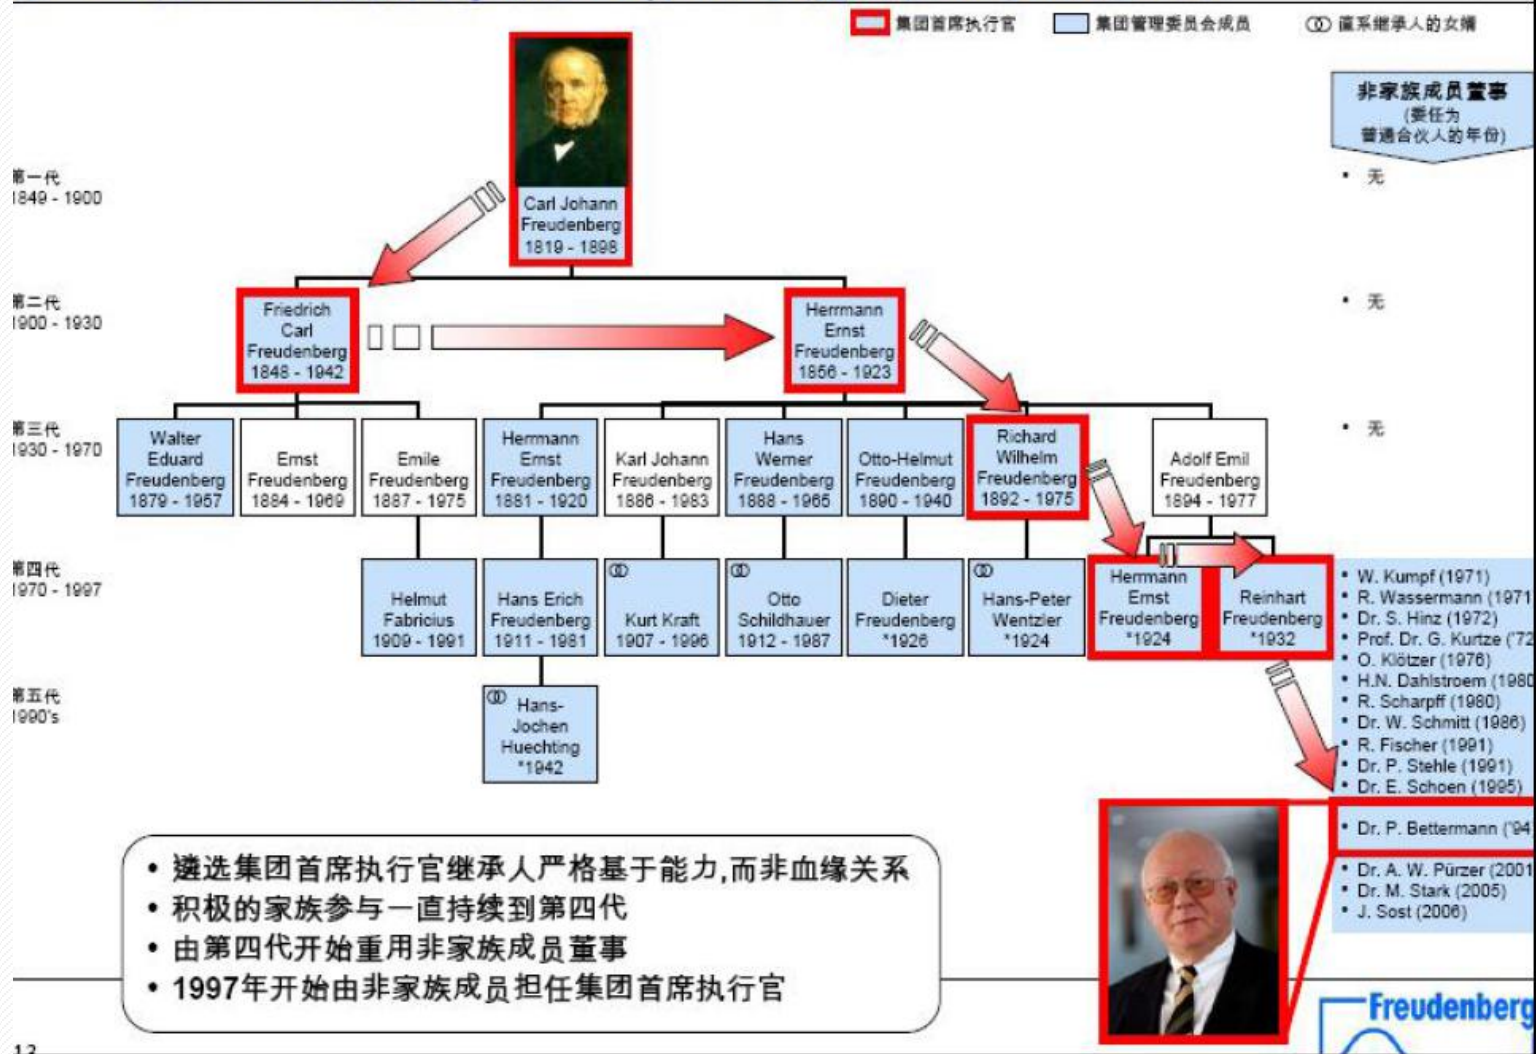 集团首席执行官
集团管理委员会成员
直系继承人的女婿
非家族成员董事
(委任为
普通合伙人的年份)
第一代
1849 - 1900
Carl Johann
Freudenberg
1819 - 1898
无
第二代
1900 - 1930
Friedrich
Carl
Freudenberg
1848 - 1942
Herrmann
Ernst
Freudenberg
1856 - 1923
无
第三代
1930 - 1970
Walter
Eduard
Freudenberg
1879 - 1957
Ernst
Freudenberg
1884 - 1969
Emile
Freudenberg
1887 - 1975
Herrmann
Ernst
Freudenberg
1881 - 1920
Karl Johann
Freudenberg
1886 - 1983
Hans
Werner
Freudenberg
1888 - 1965
Otto-Helmut
Freudenberg
1890 - 1940
Richard
Wilhelm
Freudenberg
1892 - 1975
Adolf Emil
Freudenberg
1894 - 1977
无
第四代
1970 - 1997
Helmut
Fabricius
1909 - 1991
Hans Erich
Freudenberg
1911 - 1981
Kurt Kraft
1907 - 1996
Otto
Schildhauer
1912 - 1987
Dieter
Freudenberg
*1926
Hans-Peter
Wentzler
*1924
Herrmann
Ernst
Freudenberg
*1924
Reinhart
Freudenberg
*1932
• W. Kumpf (1971)
• R. Wassermann (1971
• Dr. S. Hinz (1972)
• Prof. Dr. G. Kurtze ('72
• O. Klötzer (1976)
• H.N. Dahlstroem (1980
• R. Scharpff (1980)
• Dr. W. Schmitt (1986)
• R. Fischer (1991)
• Dr. P. Stehle (1991)
• Dr. E. Schoen (1995)
• Dr. P. Bettermann ('94
• Dr. A. W. Pürzer (2001
• Dr. M. Stark (2005)
• J. Sost (2006)
第五代
1990's
Hans-
Jochen
Huechting
*1942
• 遴选集团首席执行官继承人严格基于能力,而非血缘关系
• 积极的家族参与一直持续到第四代
• 由第四代开始重用非家族成员董事
• 1997年开始由非家族成员担任集团首席执行官
Freudenberg
13